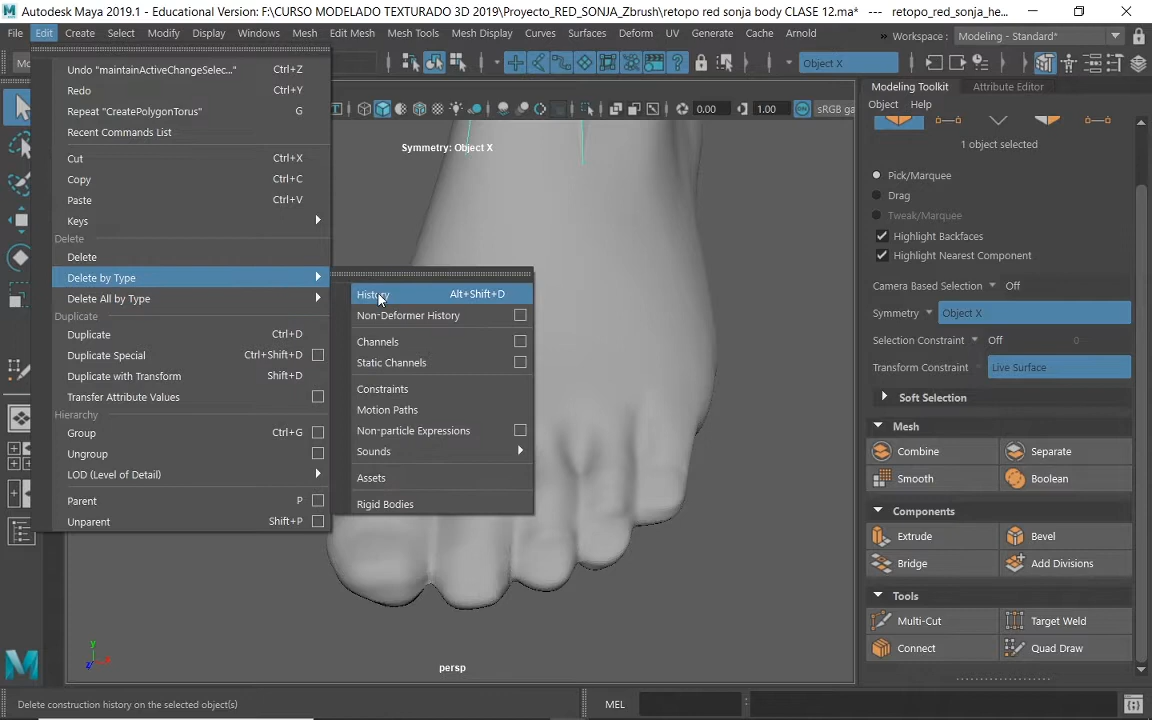 Autodesk Maya 2019.1 - Educational Version: F:\CURSO MODELADO TEXTURADO 3D 2019\Proyecto_RED_SONJA_Zbrush\retopo red sonja body CLASE 12.ma* --- retopo_red_sonja_he...
File Edit Create Select Modify Display Windows Mesh Edit Mesh Mesh Tools Mesh Display Curves Surfaces Deform UV Generate Cache Arnold » Workspace : Modeling - Standard*
Object X
Undo "maintainActiveChangeSelec..." Ctrl+Z
Redo Ctrl+Y
Repeat "CreatePolygonTorus" G
Recent Commands List
Cut Ctrl+X
Copy Ctrl+C
Paste Ctrl+V
Keys
Delete
Delete
Delete by Type
Delete All by Type
Duplicate
Duplicate Ctrl+D
Duplicate Special Ctrl+Shift+D
Duplicate with Transform Shift+D
Transfer Attribute Values
Hierarchy
Group Ctrl+G
Ungroup
LOD (Level of Detail)
Parent P
Unparent Shift+P
History Alt+Shift+D
Non-Deformer History
Channels
Static Channels
Constraints
Motion Paths
Non-particle Expressions
Sounds
Assets
Rigid Bodies
0.00 1.00 sRGB ga
Symmetry: Object X
persp
Modeling Toolkit Attribute Editor
Object Help
1 object selected
Pick/Marquee
Drag
Tweak/Marquee
Highlight Backfaces
Highlight Nearest Component
Camera Based Selection Off
Symmetry Object X
Selection Constraint Off 0
Transform Constraint Live Surface
Soft Selection
Mesh
Combine Separate
Smooth Boolean
Components
Extrude Bevel
Bridge Add Divisions
Tools
Multi-Cut Target Weld
Connect Quad Draw
Delete construction history on the selected object(s)
MEL